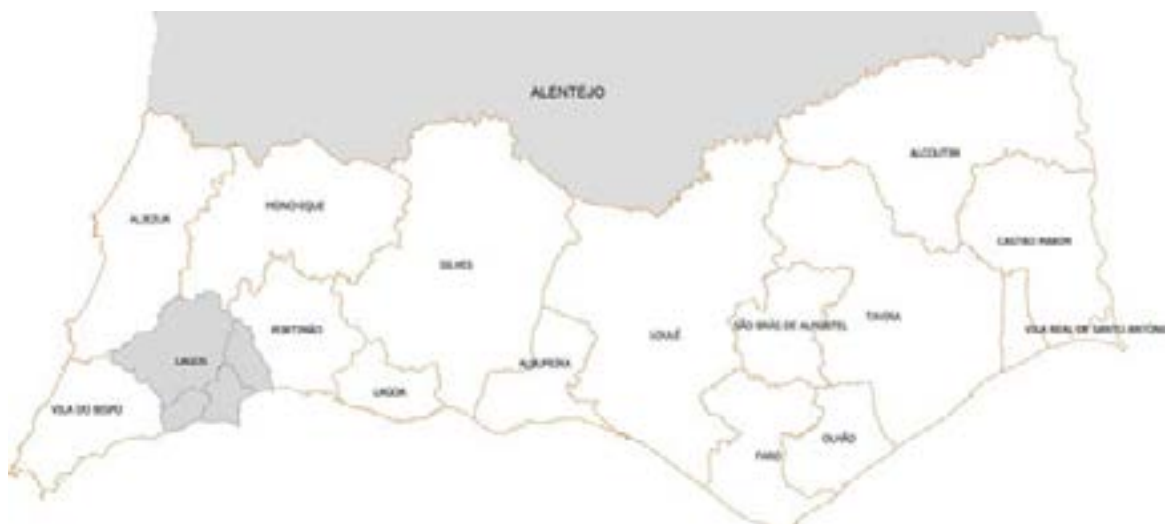 ALENTEJO
ALCOUTIM
ALJEZUR
MONCHIQUE
CASTRO MARIM
SILVES
TAVIRA
VILA REAL DE SANTO ANTÓNIO
SÃO BRÁS DE ALPORTEL
PORTIMÃO
LOULÉ
LAGOS
ALBUFEIRA
LAGOA
VILA DO BISPO
OLHÃO
FARO